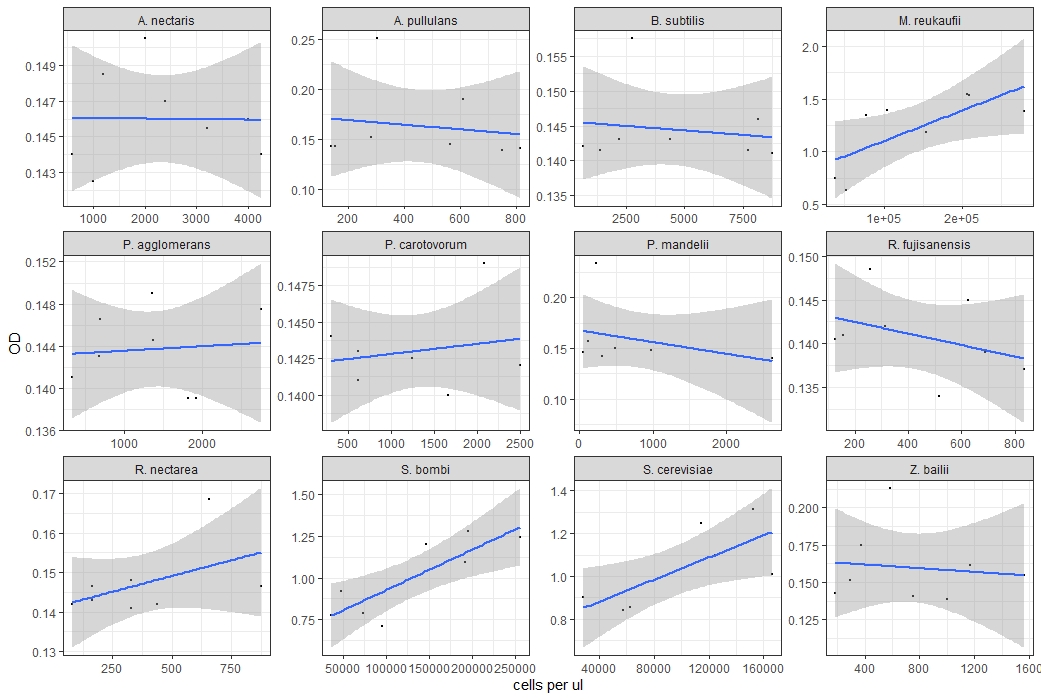 A. nectaris A. pullulans B. subtilis M. reukaufii
0.149 0.25 0.155 2.0
0.146 0.20 0.150 1.5
0.143 0.15 0.145 1.0
0.10 0.140 0.5
0.135
1000 2000 3000 4000 200 400 600 800 2500 5000 7500 1e+05 2e+05
P. agglomerans P. carotovorum P. mandelii R. fujisanensis
0.152 0.1475 0.20 0.150
0.148 0.1450 0.15 0.145
0.144 0.1425 0.10 0.140
0.140 0.1400 0.135
0.136
1000 2000 500 1000 1500 2000 2500 0 1000 2000 200 400 600 800
OD
R. nectarea S. bombi S. cerevisiae Z. bailii
0.17 1.50 1.4 0.200
0.16 1.25 1.2 0.175
0.15 1.00 1.0 0.150
0.14 0.75 0.8 0.125
0.13
250 500 750 50000 100000 150000 200000 250000 40000 80000 120000 160000 400 800 1200 1600
cells per ul